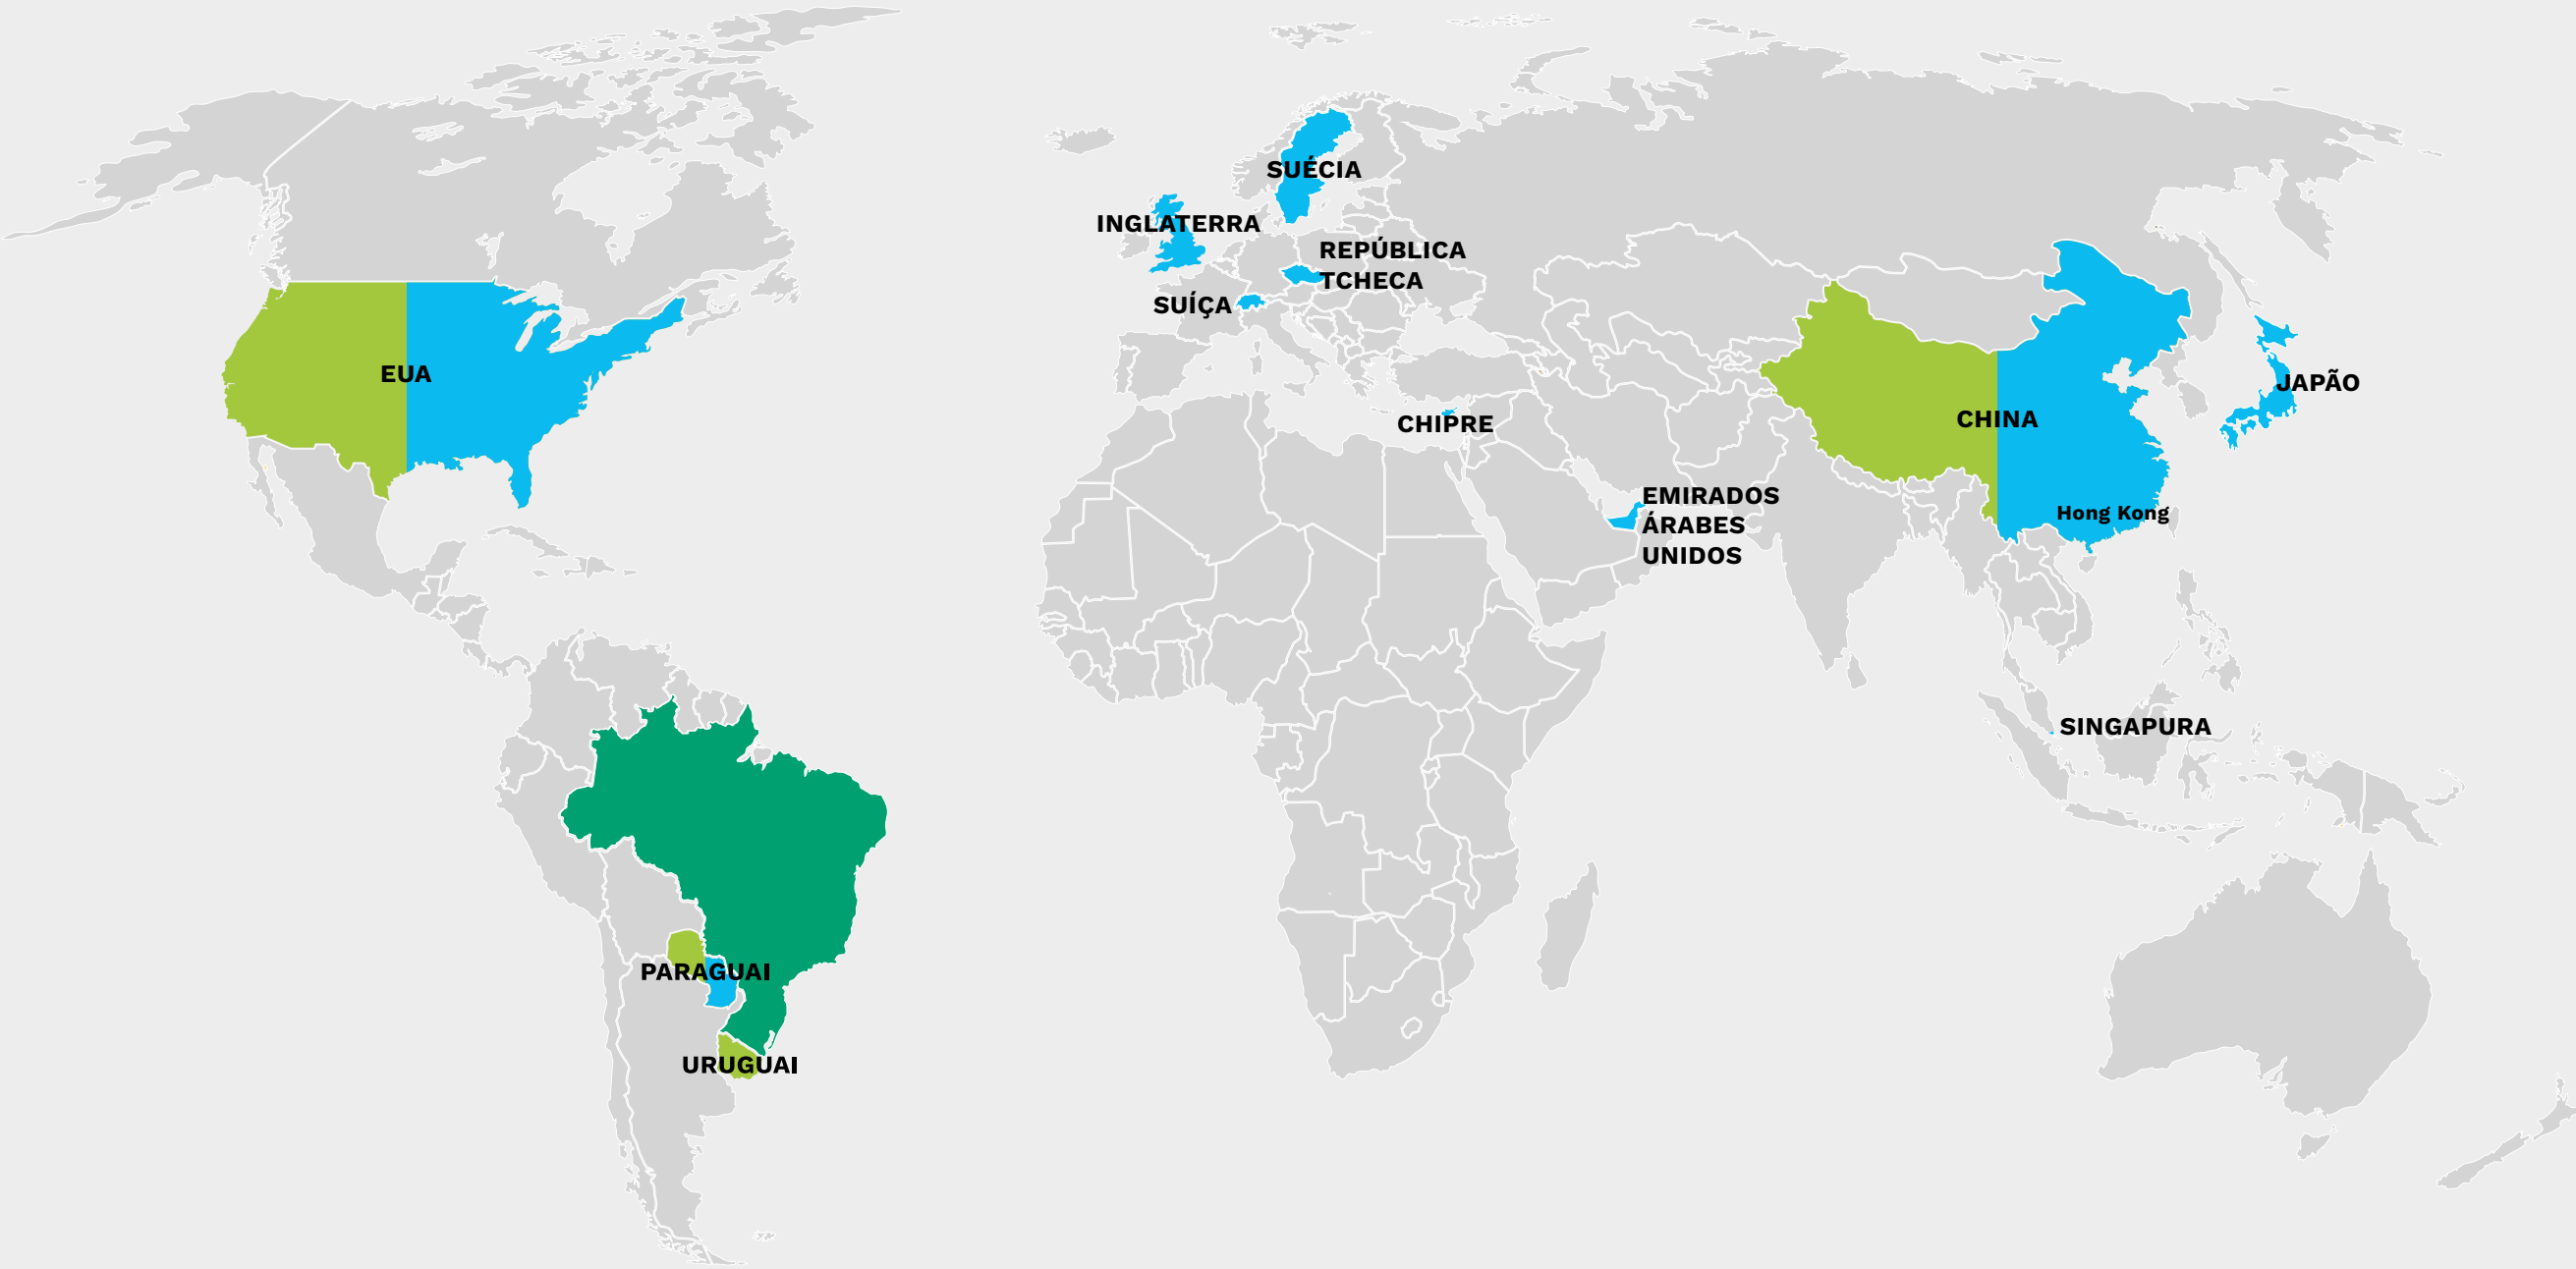 SUÉCIA
INGLATERRA
REPÚBLICA
TCHECA
SUÍÇA
EUA
JAPÃO
CHINA
CHIPRE
EMIRADOS
ÁRABES
UNIDOS
Hong Kong
SINGAPURA
PARAGUAI
URUGUAI